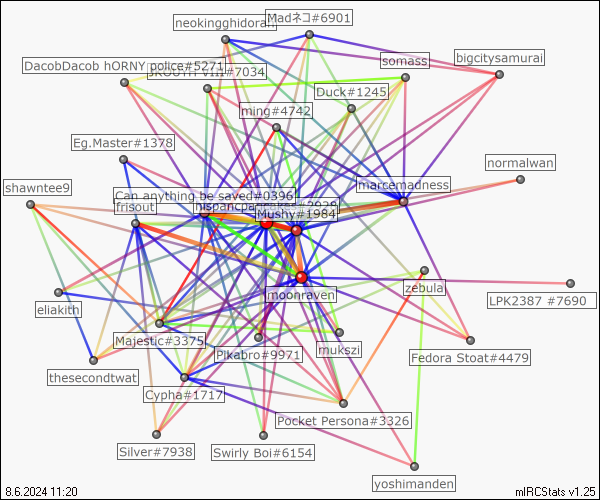 neokingghidorah
Madネコ#6901
DacobDacob hORNY police#5271
somass
bigcitysamurai
JROOTH VIII#7034
Duck#1245
ming#4742
Eg.Master#1378
normalwan
shawntee9
marcemadness
Can anything be saved#0396
frisout
Mushy#1984
moonraven
zebula
LPK2387 #7690
eliakith
Majestic#3375
Pikabro#9971
mukszi
Fedora Stoat#4479
thesecondtwat
Cypha#1717
Pocket Persona#3326
Silver#7938
Swirly Boi#6154
yoshimanden
8.6.2024 11:20
mIRCStats v1.25